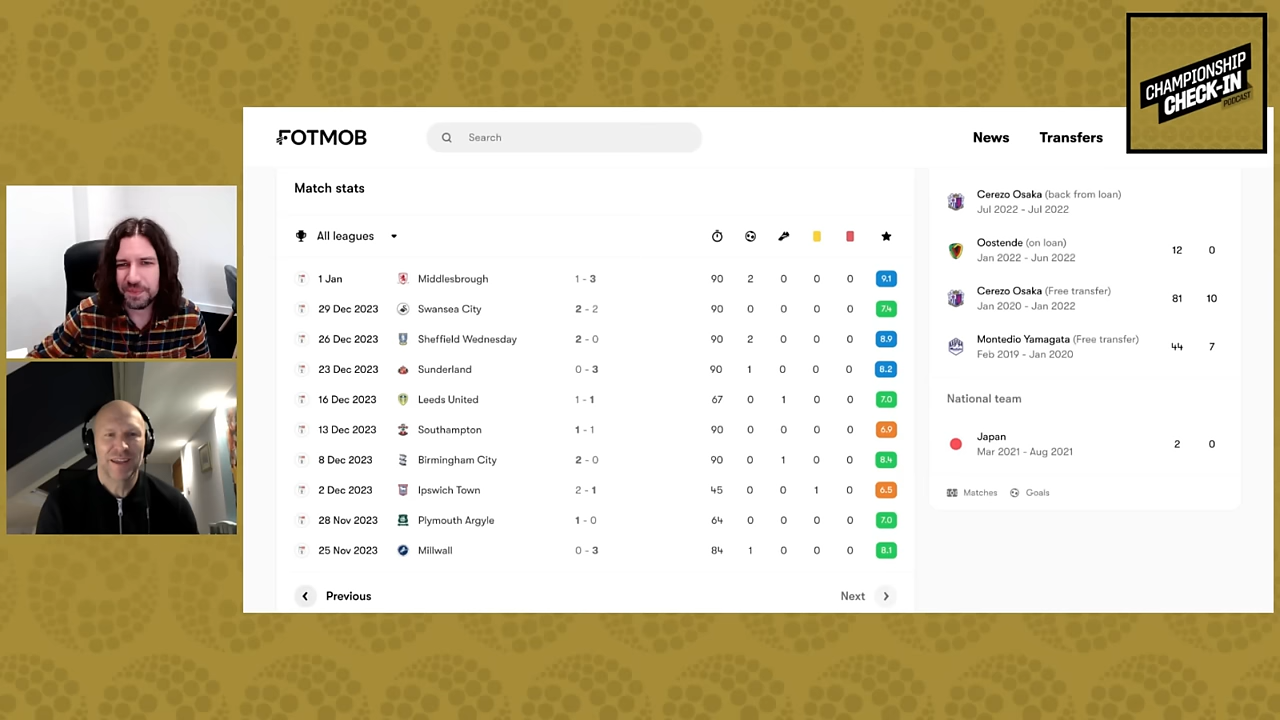 CHAMPIONSHIP
CHECK-IN
PODCAST
FOTMOB
Search
News
Transfers
Match stats
All leagues
1 Jan Middlesbrough 1 - 3 90 2 0 0 0 9.1
29 Dec 2023 Swansea City 2 - 2 90 0 0 0 0 7.4
26 Dec 2023 Sheffield Wednesday 2 - 0 90 2 0 0 0 8.9
23 Dec 2023 Sunderland 0 - 3 90 1 0 0 0 8.2
16 Dec 2023 Leeds United 1 - 1 67 0 1 0 0 7.0
13 Dec 2023 Southampton 1 - 1 90 0 0 0 0 6.9
8 Dec 2023 Birmingham City 2 - 0 90 0 1 0 0 8.4
2 Dec 2023 Ipswich Town 2 - 1 45 0 0 1 0 6.5
28 Nov 2023 Plymouth Argyle 1 - 0 64 0 0 0 0 7.0
25 Nov 2023 Millwall 0 - 3 84 1 0 0 0 8.1
Previous
Next
Cerezo Osaka (back from loan)
Jul 2022 - Jul 2022
Oostende (on loan)
Jan 2022 - Jun 2022
12 0
Cerezo Osaka (Free transfer)
Jan 2020 - Jan 2022
81 10
Montedio Yamagata (Free transfer)
Feb 2019 - Jan 2020
44 7
National team
Japan
Mar 2021 - Aug 2021
2 0
Matches Goals